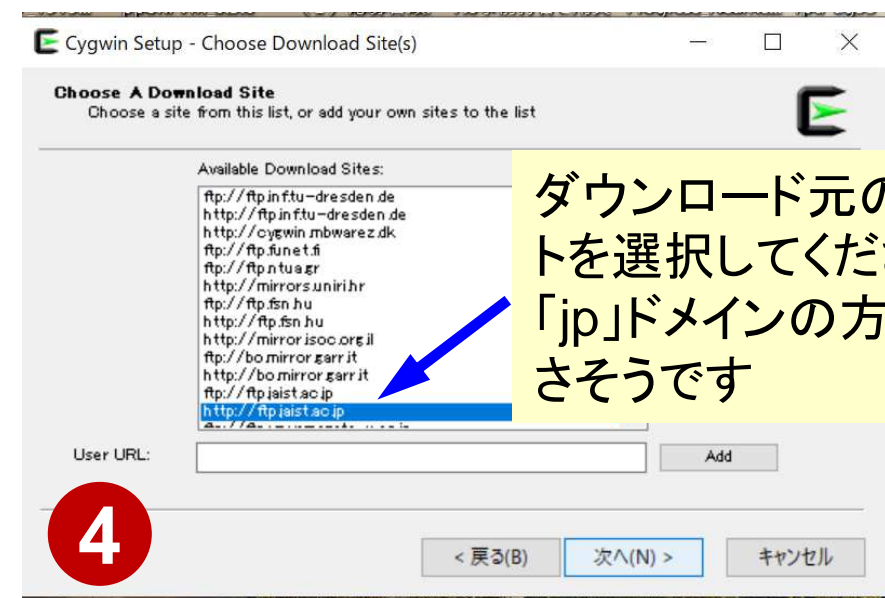 Cygwin Setup - Choose Download Site(s)
Choose A Download Site
Choose a site from this list, or add your own sites to the list
Available Download Sites:
ftp://ftp.inf.tu-dresden.de
http://ftp.inf.tu-dresden.de
http://cygwin.mbwarez.dk
ftp://ftp.funet.fi
ftp://ftp.ntua.gr
http://mirrors.uniri.hr
ftp://ftp.fsn.hu
http://ftp.fsn.hu
http://mirror.isoc.org.il
ftp://bo.mirror.garr.it
http://bo.mirror.garr.it
ftp://ftp.jaist.ac.jp
http://ftp.jaist.ac.jp
ダウンロード元の
トを選択してくだ
「jp」ドメインの方
さそうです
User URL:
Add
4
< 戻る(B)
次へ(N) >
キャンセル